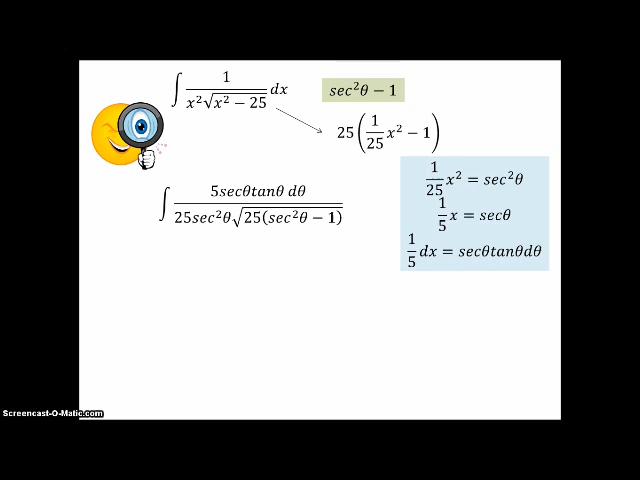 ∫ 1/(x²√(x² − 25)) dx
sec²θ − 1
25(1/25 x² − 1)
∫ 5secθtanθ dθ/(25sec²θ√(25(sec²θ − 1)))
1/25 x² = sec²θ
1/5 x = secθ
1/5 dx = secθtanθdθ
Screencast-O-Matic.com